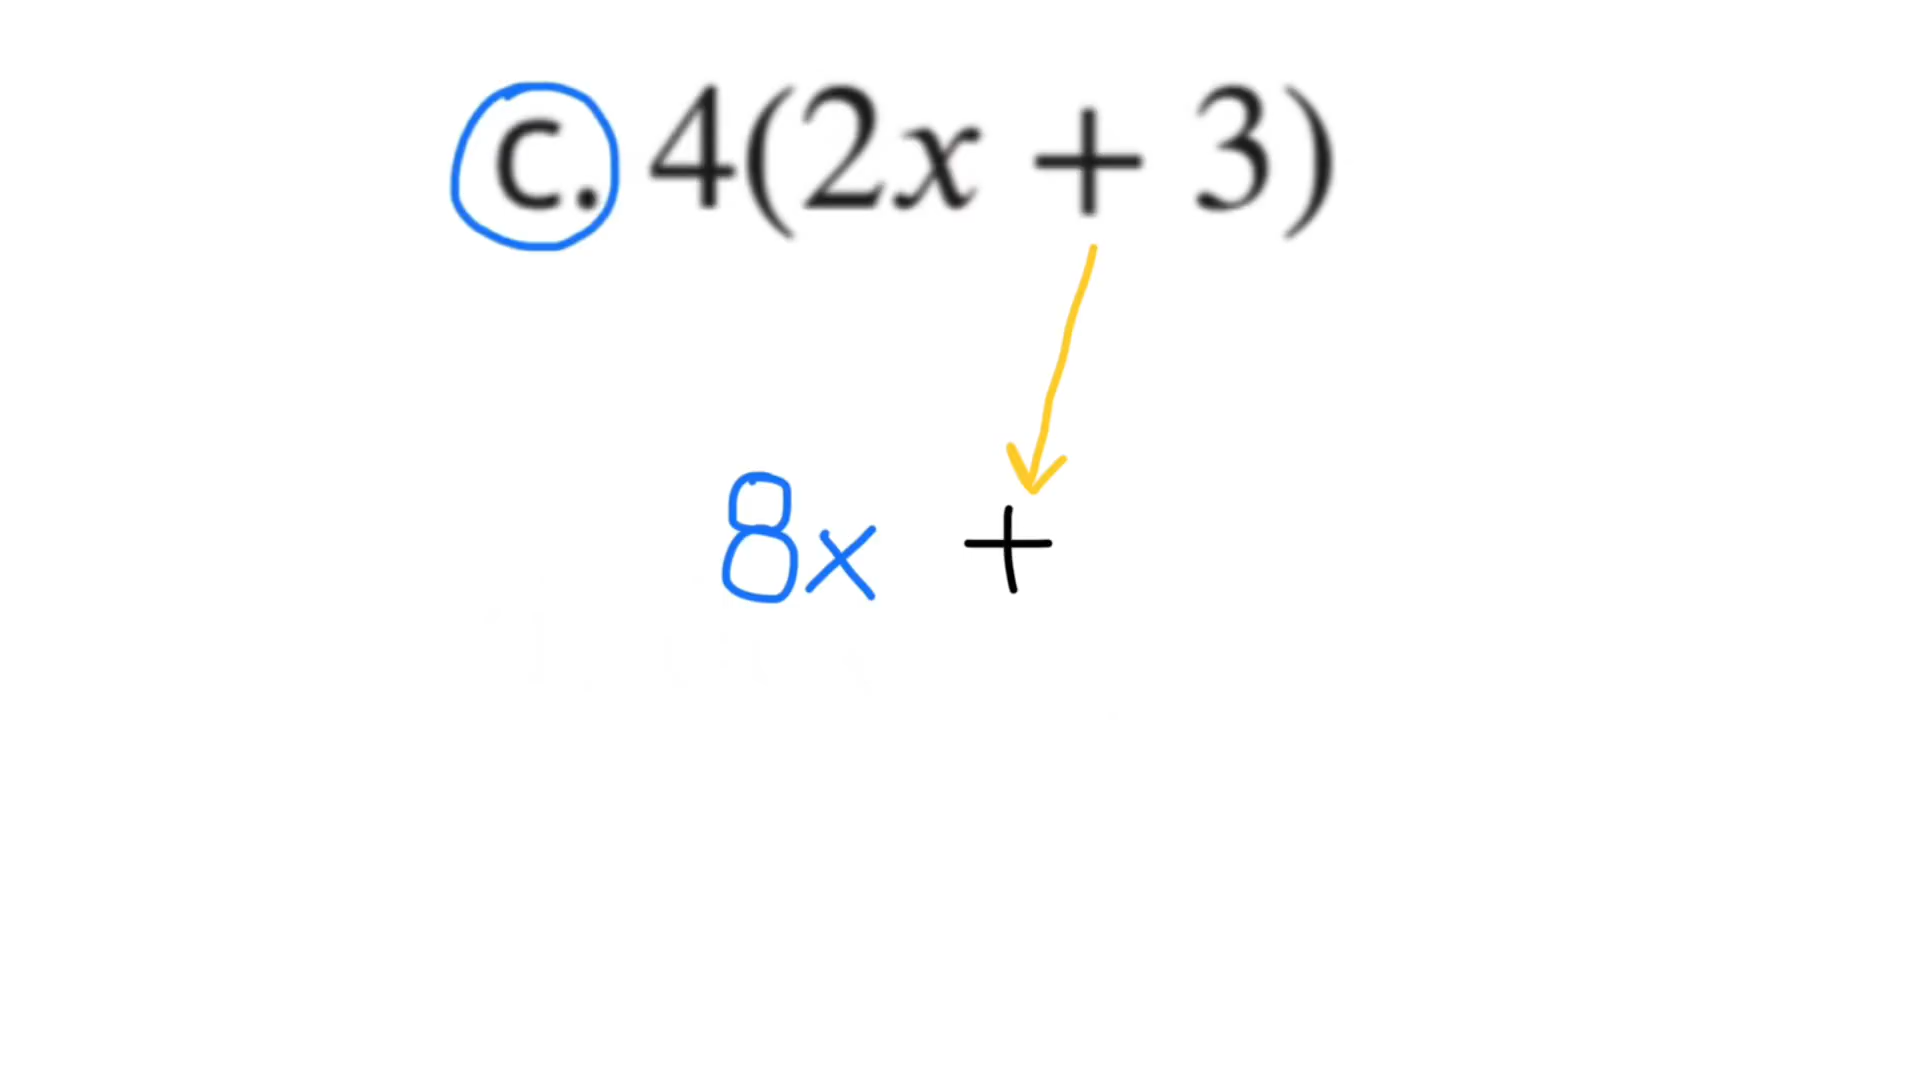 c. 4(2x + 3)
8x +